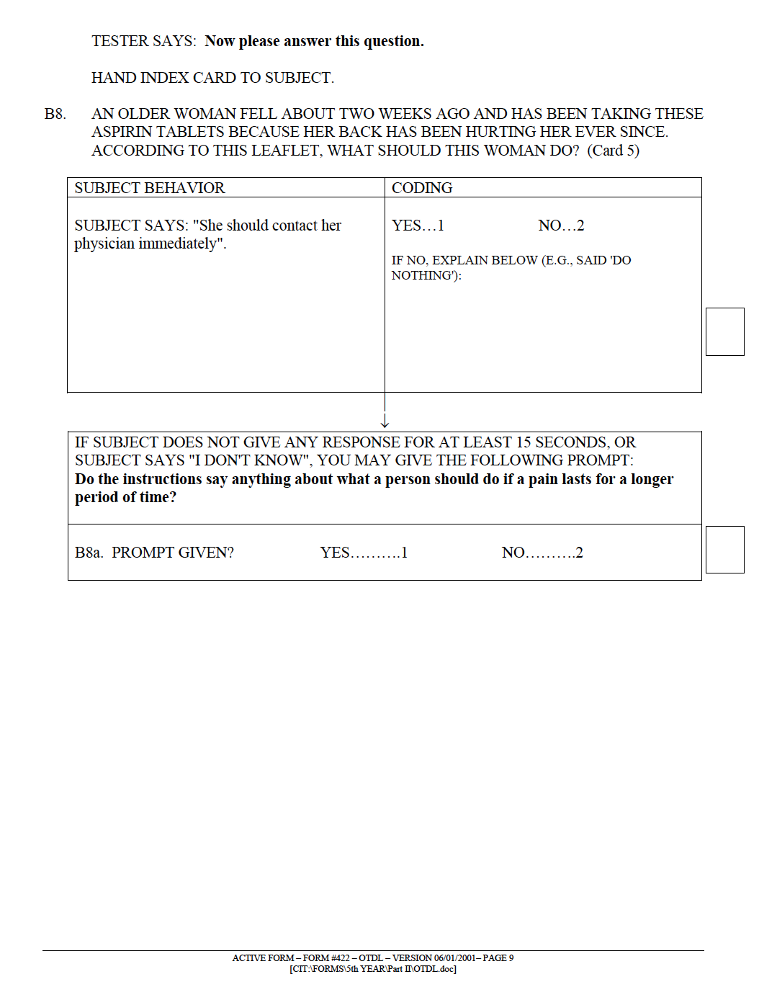 TESTER SAYS:  Now please answer this question.
HAND INDEX CARD TO SUBJECT.
B8.  AN OLDER WOMAN FELL ABOUT TWO WEEKS AGO AND HAS BEEN TAKING THESE
ASPIRIN TABLETS BECAUSE HER BACK HAS BEEN HURTING HER EVER SINCE.
ACCORDING TO THIS LEAFLET, WHAT SHOULD THIS WOMAN DO?  (Card 5)
SUBJECT BEHAVIOR  CODING
SUBJECT SAYS: "She should contact her
physician immediately".
YES…1  NO…2
IF NO, EXPLAIN BELOW (E.G., SAID 'DO
NOTHING'):
IF SUBJECT DOES NOT GIVE ANY RESPONSE FOR AT LEAST 15 SECONDS, OR
SUBJECT SAYS "I DON'T KNOW", YOU MAY GIVE THE FOLLOWING PROMPT:
Do the instructions say anything about what a person should do if a pain lasts for a longer
period of time?
B8a.  PROMPT GIVEN?  YES……….1  NO……….2
ACTIVE FORM – FORM #422 – OTDL – VERSION 06/01/2001– PAGE 9
[CIT:\FORMS\5th YEAR\Part II\OTDL.doc]